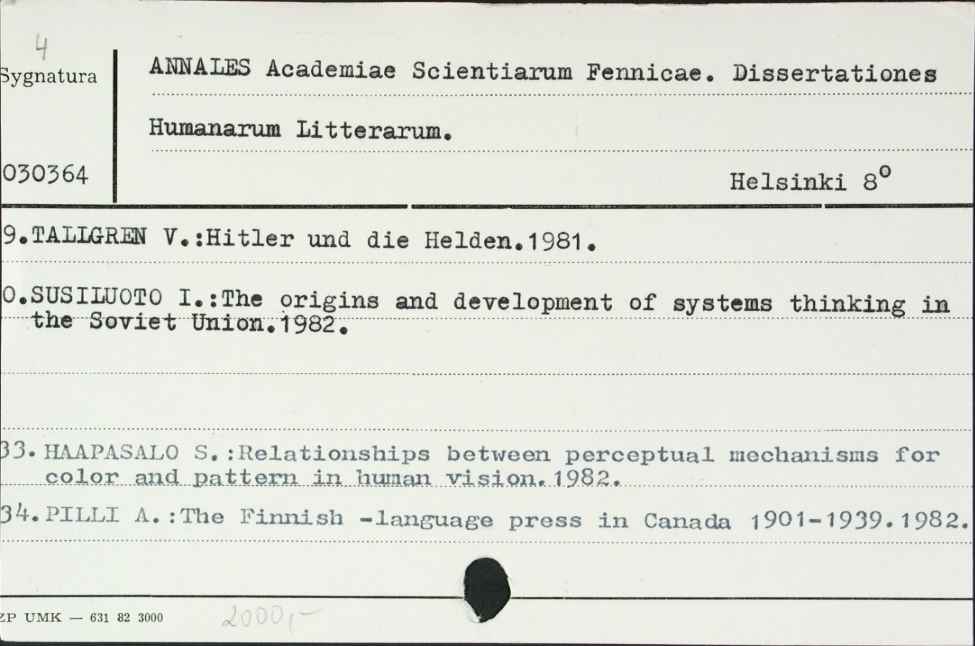 4
Sygnatura
ANNALES Academiae Scientiarum Fennicae. Dissertationes
Humanarum Litterarum.
030364
Helsinki 8°
9.TALLGREN V.:Hitler und die Helden.1981.
0.SUSILUOTO I.:The origins and development of systems thinking in
the Soviet Union.1982.
33.HAAPASALO S.:Relationships between perceptual mechanisms for
color and pattern in human vision.1982.
34.PILLI A.:The Finnish -language press in Canada 1901-1939.1982.
ZP UMK — 631 82 3000
2000,-